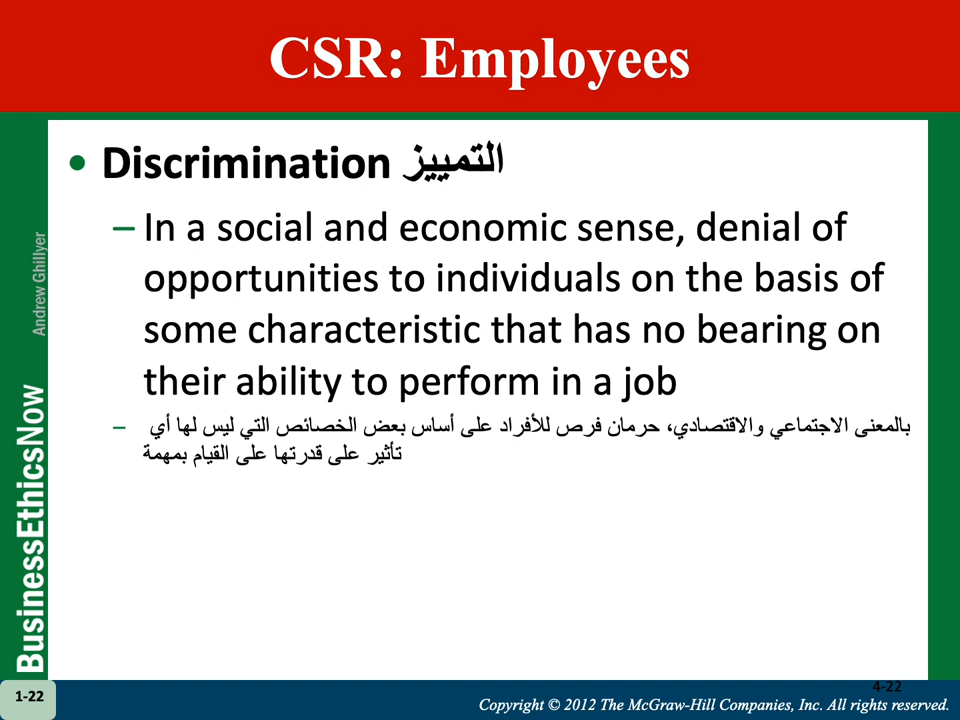 CSR: Employees
• Discrimination التمييز
– In a social and economic sense, denial of
opportunities to individuals on the basis of
some characteristic that has no bearing on
their ability to perform in a job
– بالمعنى الاجتماعي والاقتصادي، حرمان فرص للأفراد على أساس بعض الخصائص التي ليس لها أي
تأثير على قدرتها على القيام بمهمة
BusinessEthicsNow
Andrew Ghillyer
1-22
4-22
Copyright © 2012 The McGraw-Hill Companies, Inc. All rights reserved.